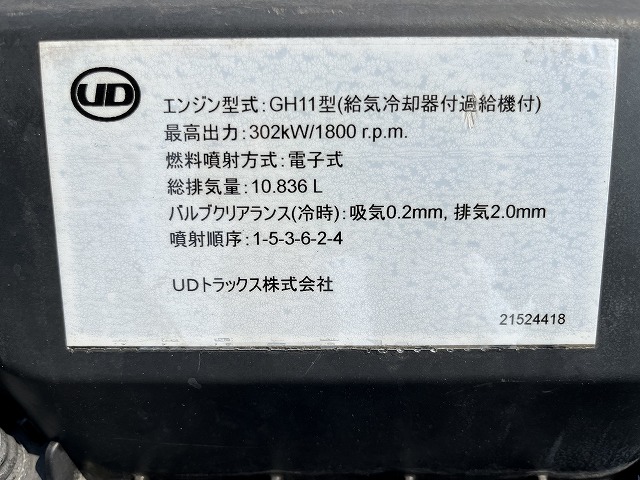 UD
エンジン型式：GH11型(給気冷却器付過給機付)
最高出力：302kW/1800 r.p.m.
燃料噴射方式：電子式
総排気量：10.836 L
バルブクリアランス(冷時)：吸気0.2mm, 排気2.0mm
噴射順序：1-5-3-6-2-4
UDトラックス株式会社
21524418